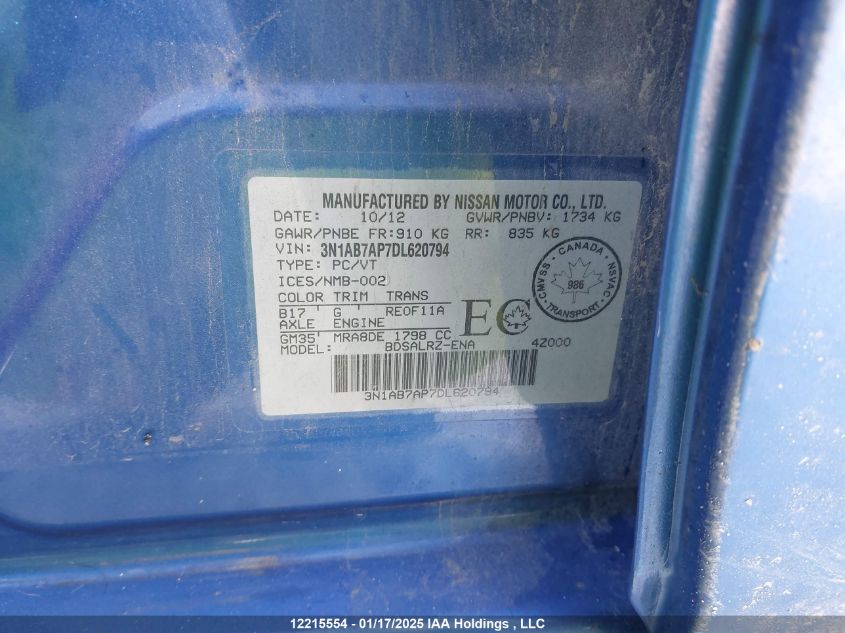 MANUFACTURED BY NISSAN MOTOR CO., LTD.
DATE: 10/12 GVWR/PNBV: 1734 KG
GAWR/PNBE FR: 910 KG RR: 835 KG
VIN: 3N1AB7AP7DL620794
TYPE: PC/VT
ICES/NMB-002
COLOR TRIM TRANS
B17 ' G ' RE0F11A
AXLE ENGINE
GM35' MRA8DE 1798 CC
MODEL: BDSALRZ-ENA 4Z000
EC
CANADA
CMVSS 986 NSVAC
TRANSPORT
3N1AB7AP7DL620794
12215554 - 01/17/2025 IAA Holdings , LLC